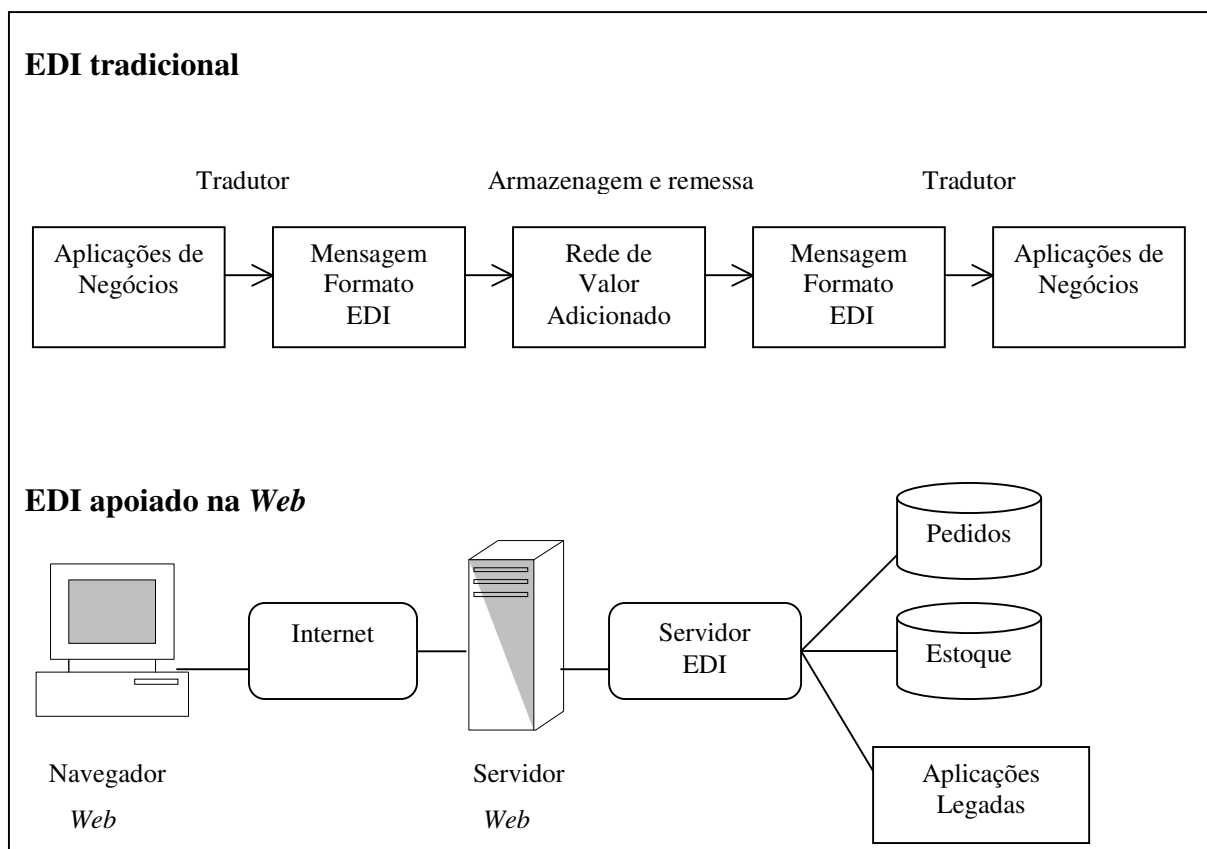 EDI tradicional
Tradutor
Armazenagem e remessa
Tradutor
Aplicações de
Negócios
Mensagem
Formato
EDI
Rede de
Valor
Adicionado
Mensagem
Formato
EDI
Aplicações de
Negócios
EDI apoiado na Web
Pedidos
Internet
Servidor
EDI
Estoque
Navegador
Web
Servidor
Web
Aplicações
Legadas